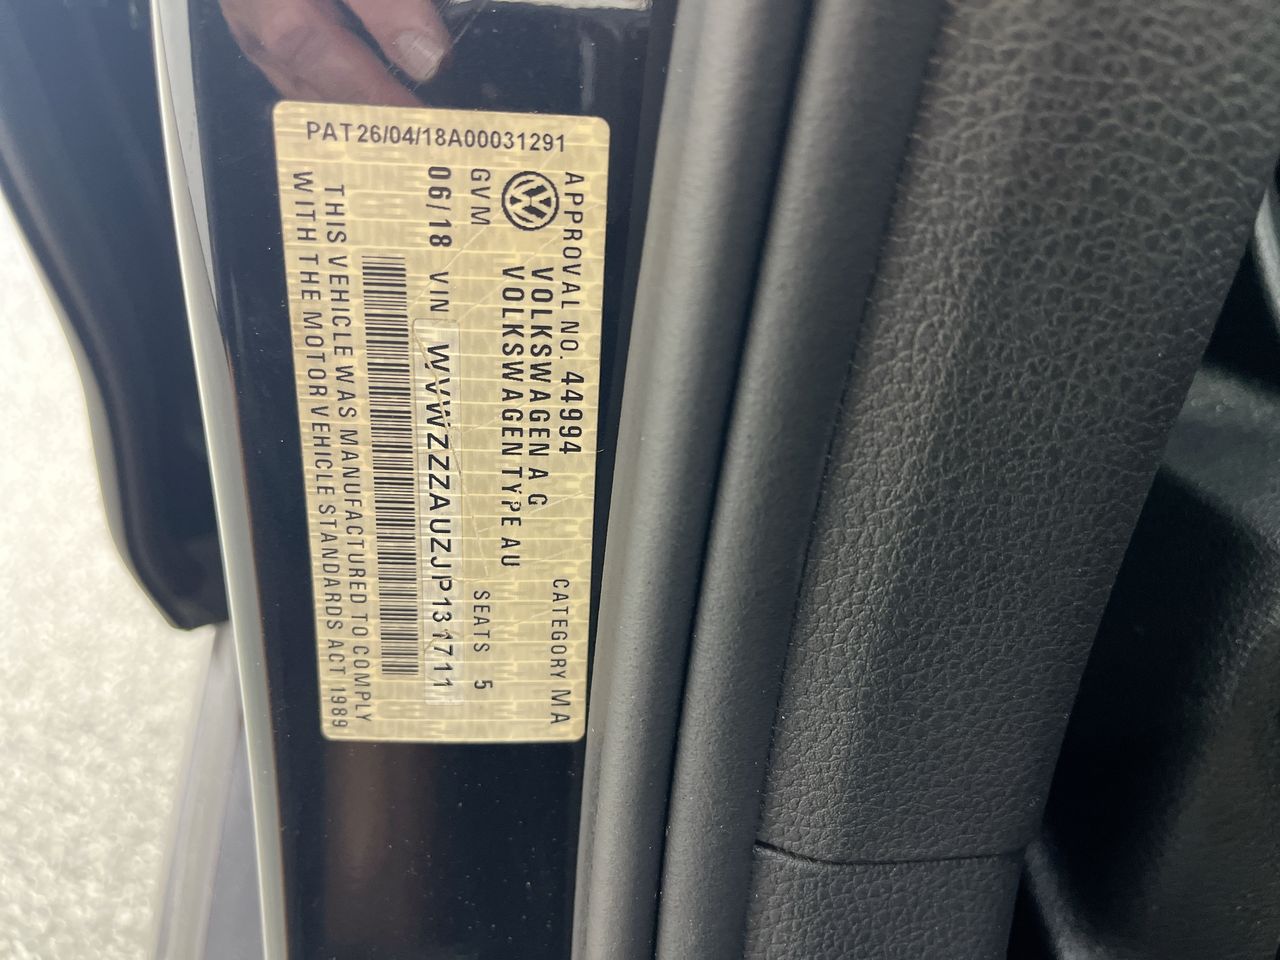 PAT26/04/18A00031291
APPROVAL NO. 44994 CATEGORY MA
VOLKSWAGEN AG
VOLKSWAGEN TYPE AU
GVM SEATS 5
06/18 VIN WVWZZZAUZJP131711
THIS VEHICLE WAS MANUFACTURED TO COMPLY
WITH THE MOTOR VEHICLE STANDARDS ACT 1989